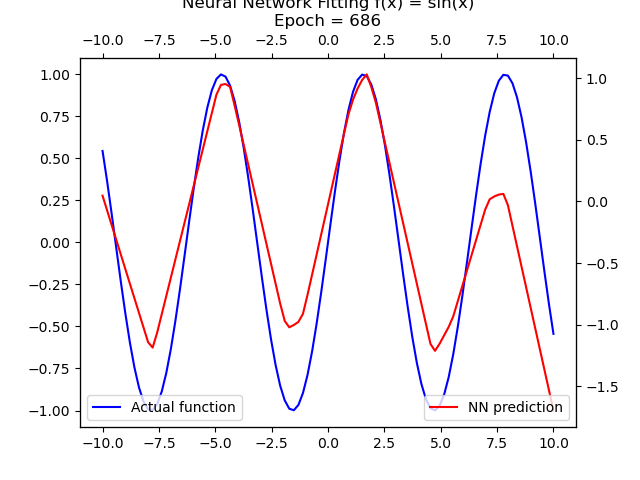 Neural Network Fitting f(x) = sin(x)
Epoch = 686
−10.0 −7.5 −5.0 −2.5 0.0 2.5 5.0 7.5 10.0
1.00
0.75
0.50
0.25
0.00
−0.25
−0.50
−0.75
−1.00
1.0
0.5
0.0
−0.5
−1.0
−1.5
Actual function
NN prediction
−10.0 −7.5 −5.0 −2.5 0.0 2.5 5.0 7.5 10.0